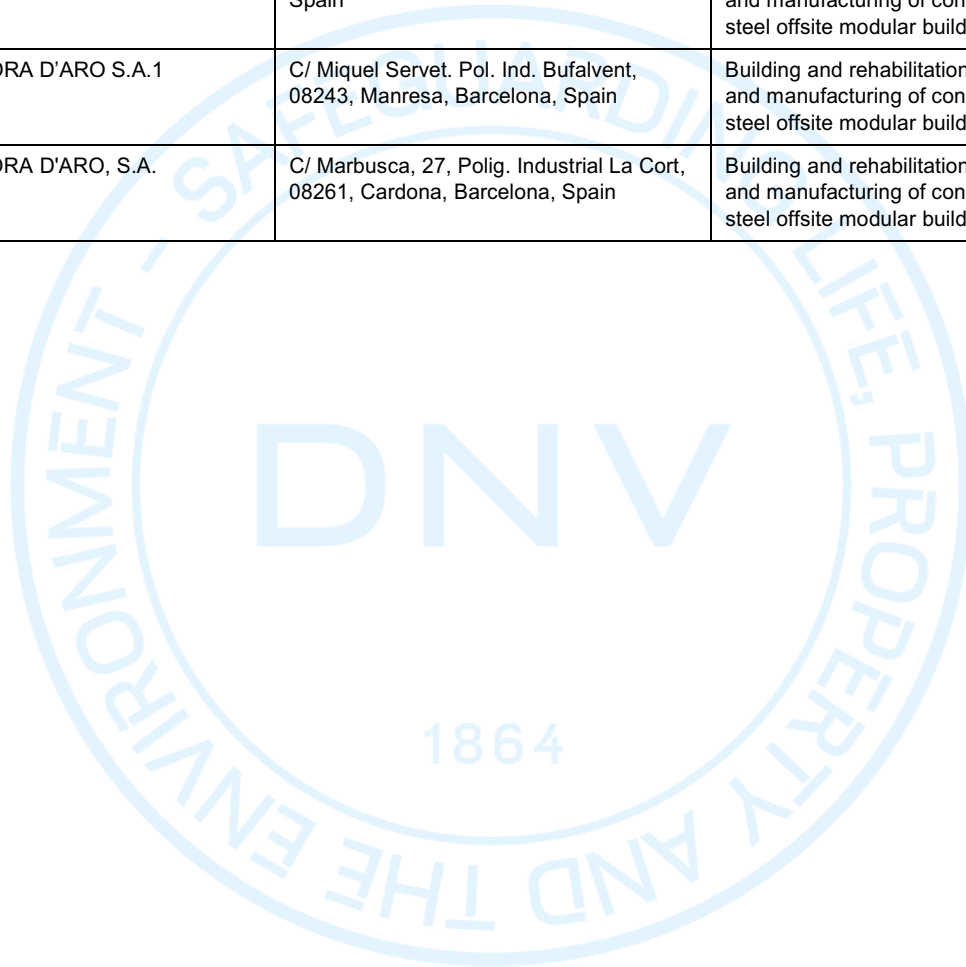 Spain
and manufacturing of con
steel offsite modular build
ORA D’ARO S.A.1
C/ Miquel Servet. Pol. Ind. Bufalvent,
08243, Manresa, Barcelona, Spain
Building and rehabilitation
and manufacturing of con
steel offsite modular build
ORA D'ARO, S.A.
C/ Marbusca, 27, Polig. Industrial La Cort,
08261, Cardona, Barcelona, Spain
Building and rehabilitation
and manufacturing of con
steel offsite modular build
SAFEGUARDING LIFE, PROPERTY AND THE ENVIRONMENT -
DNV
1864